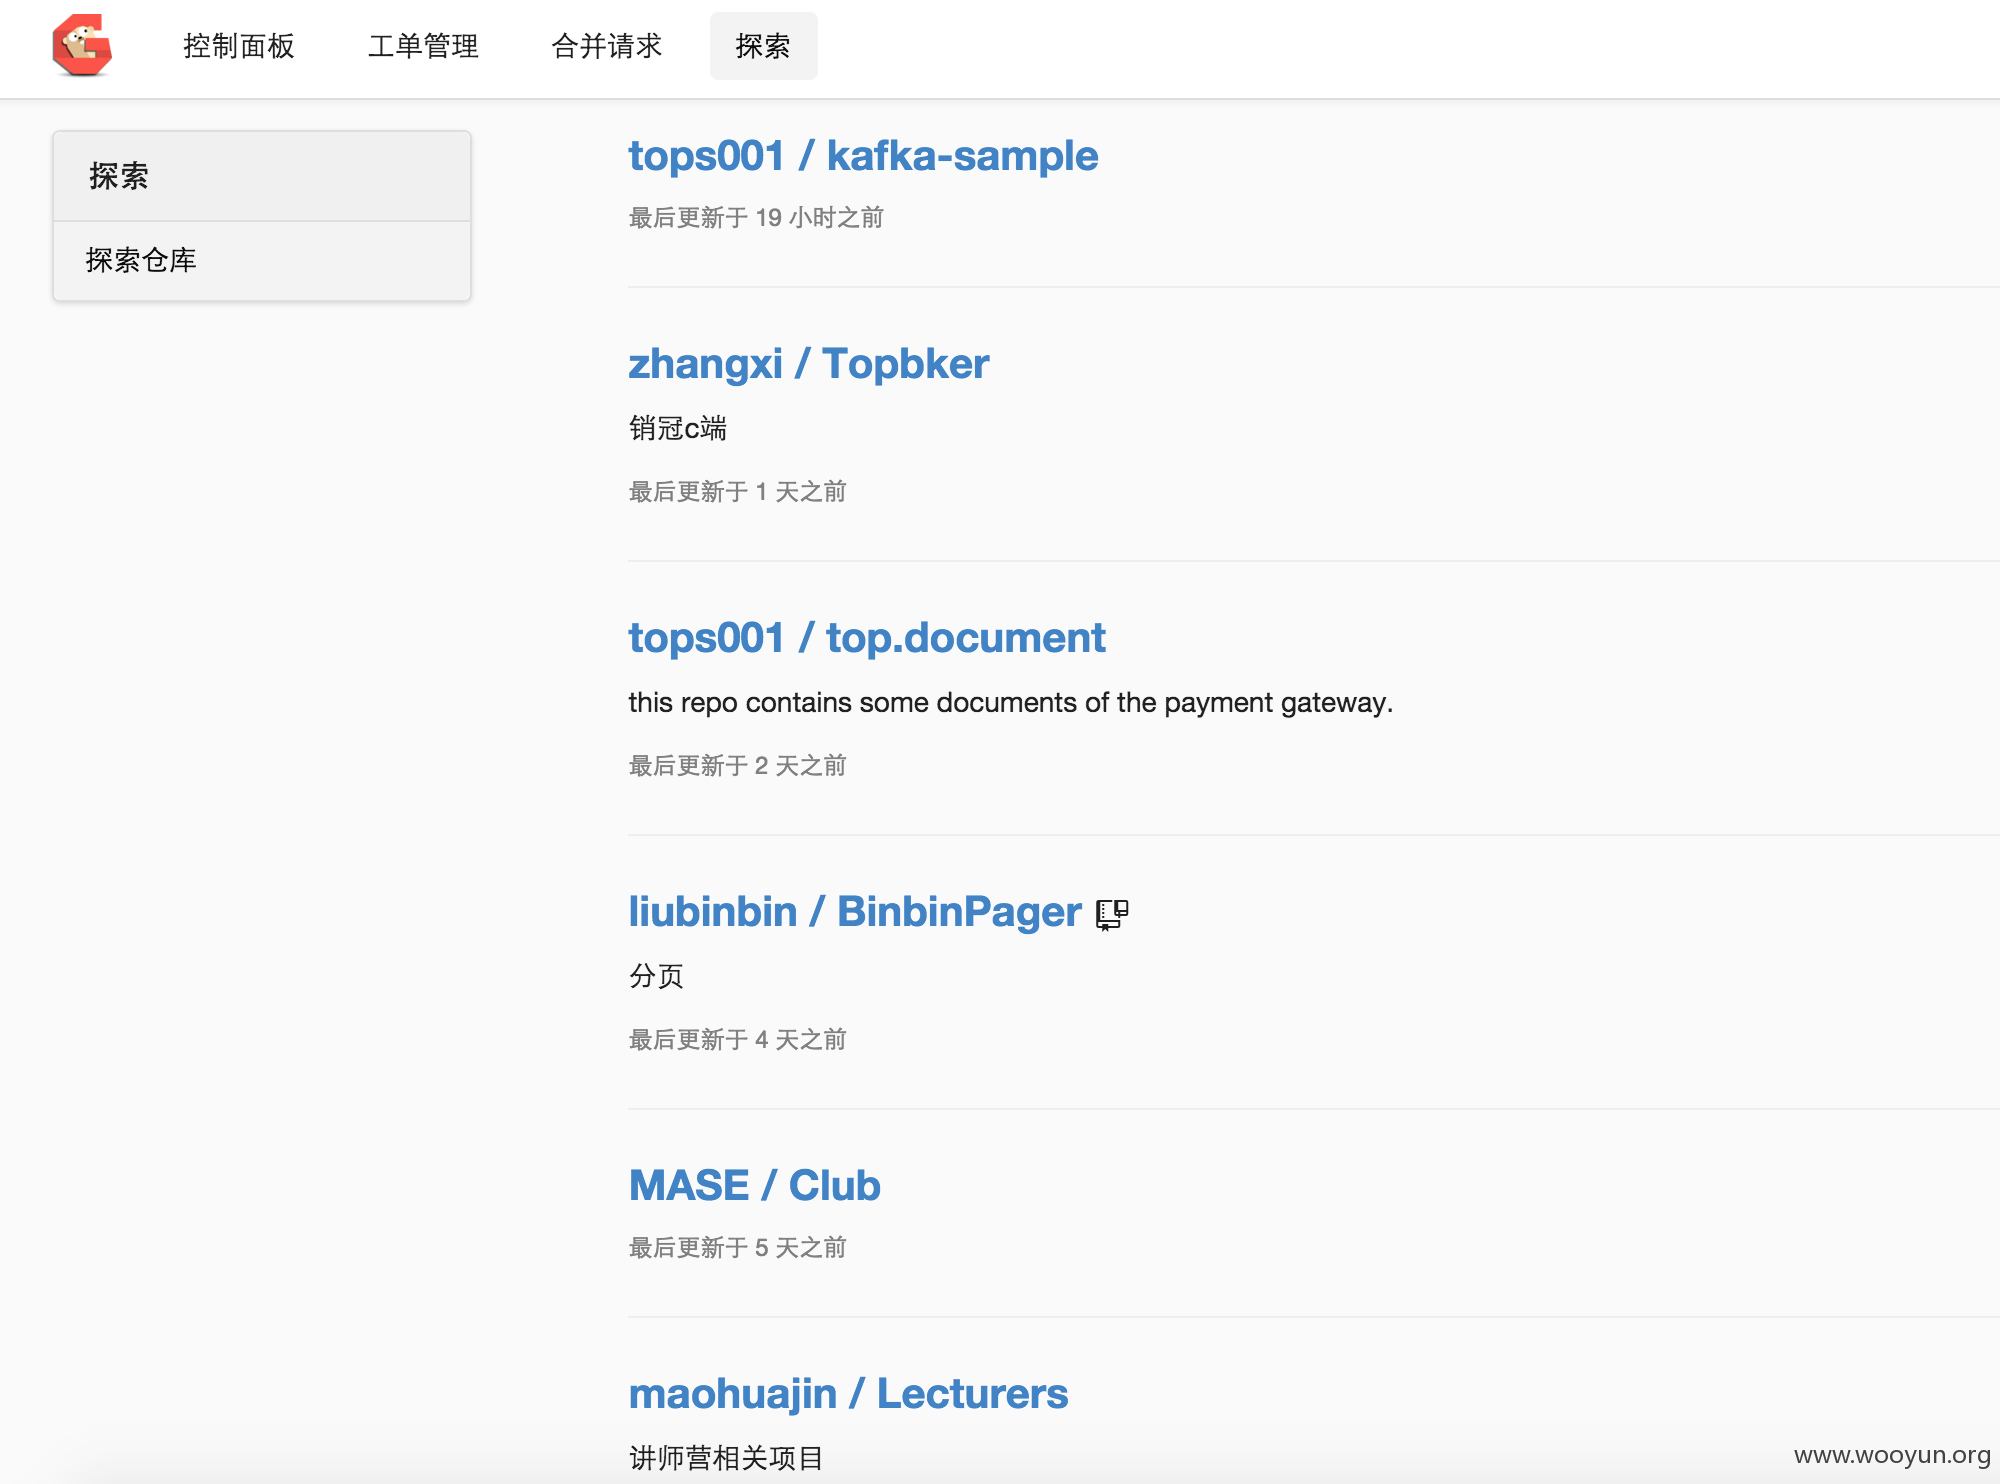 控制面板 工单管理 合并请求 探索
探索
探索仓库
tops001 / kafka-sample
最后更新于 19 小时之前
zhangxi / Topbker
销冠c端
最后更新于 1 天之前
tops001 / top.document
this repo contains some documents of the payment gateway.
最后更新于 2 天之前
liubinbin / BinbinPager
分页
最后更新于 4 天之前
MASE / Club
最后更新于 5 天之前
maohuajin / Lecturers
讲师营相关项目
www.wooyun.org